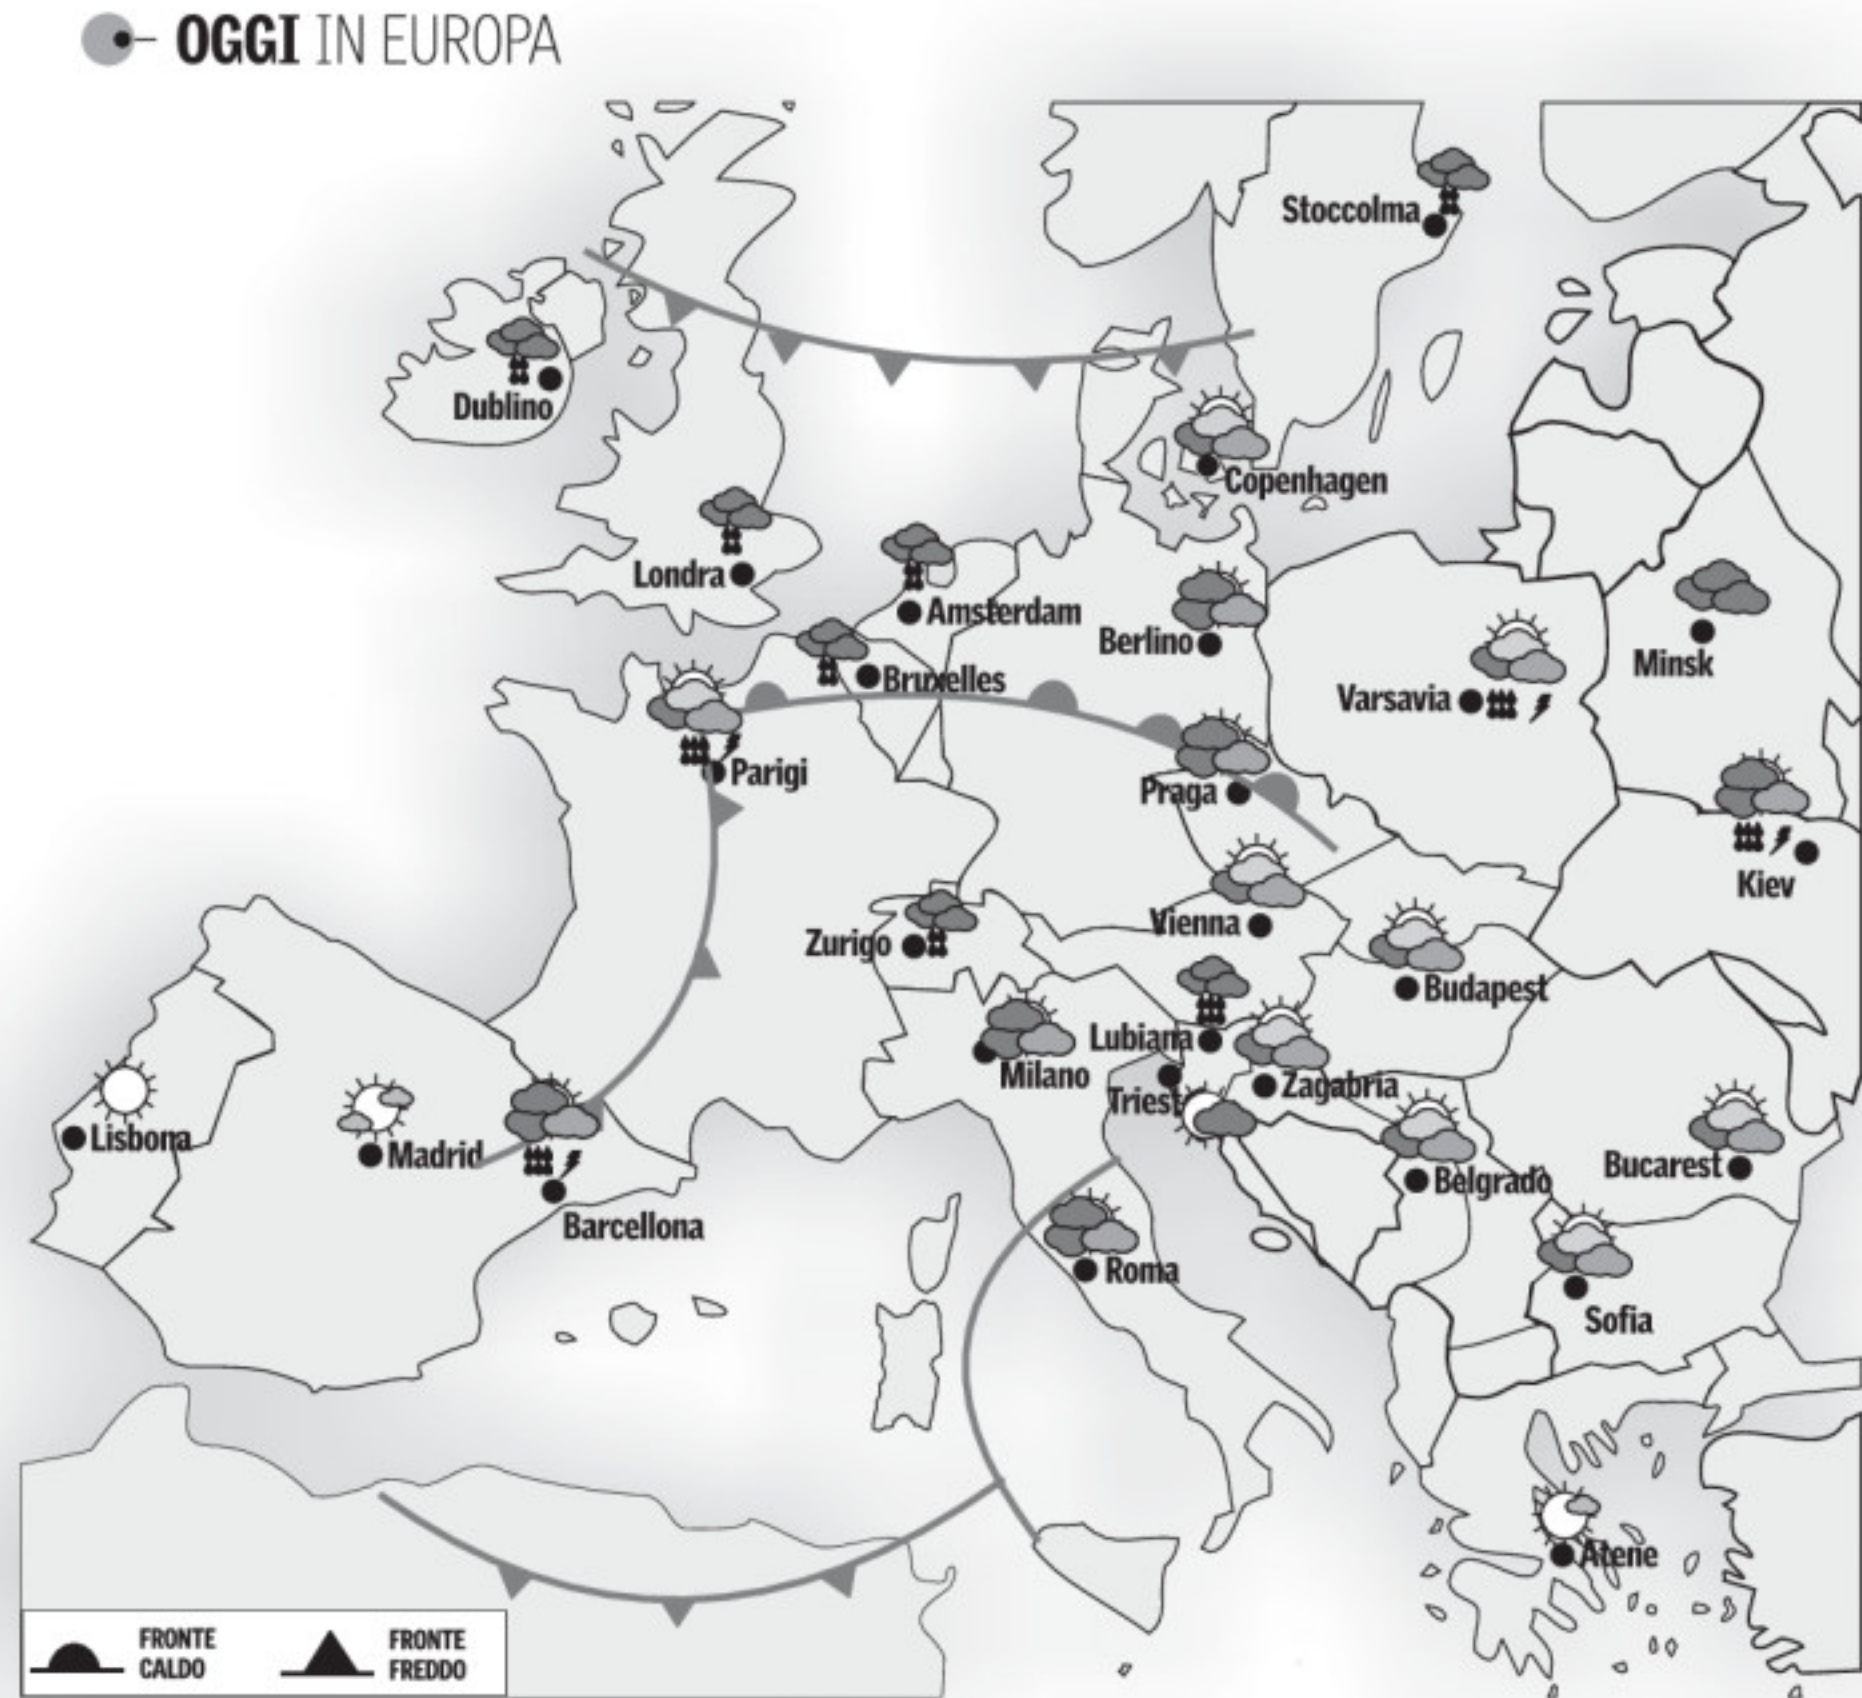 OGGI IN EUROPA
Stoccolma
Dublino
Copenhagen
Londra
Amsterdam
Berlino
Minsk
Bruxelles
Varsavia
Parigi
Praga
Kiev
Vienna
Zurigo
Budapest
Lubiana
Milano
Zagabria
Triest
Lisbona
Madrid
Belgrado
Bucarest
Barcellona
Roma
Sofia
Atene
FRONTE
CALDO
FRONTE
FREDDO